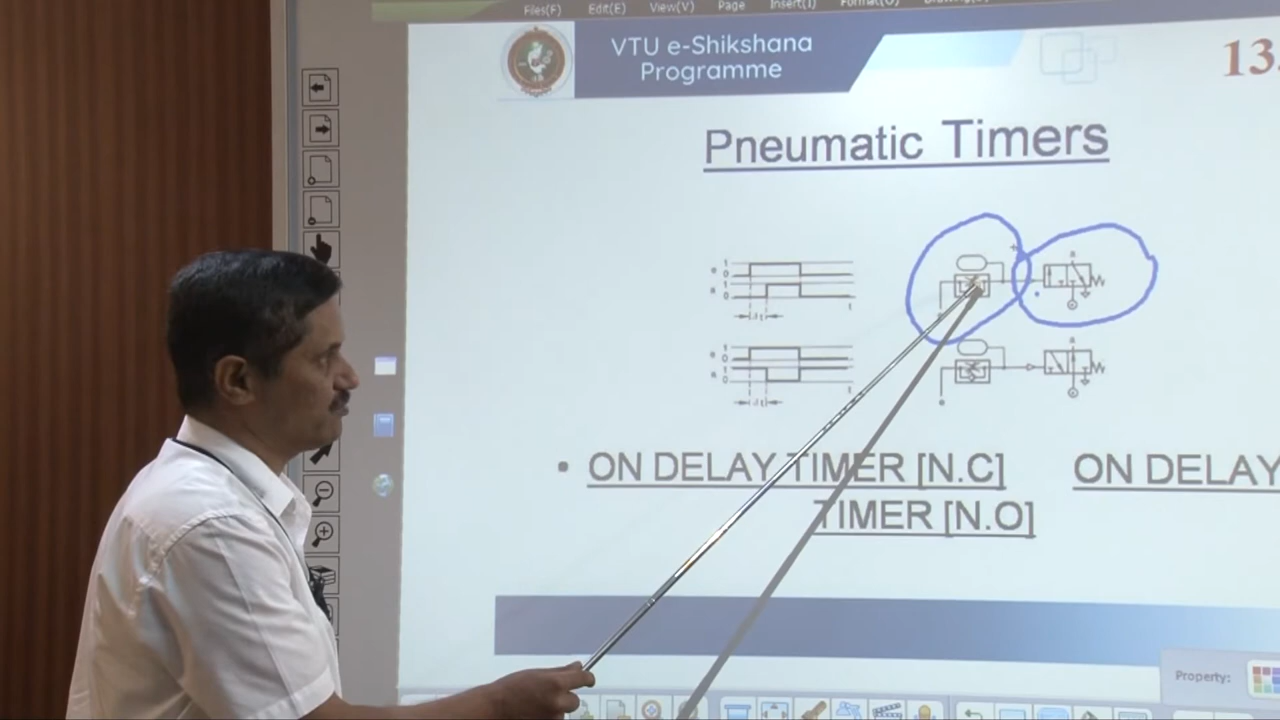 Files(F) Edit(E) View(V) Page Insert(I)
VTU e-Shikshana
Programme
13.
Pneumatic Timers
• ON DELAY TIMER [N.C] ON DELAY
TIMER [N.O]
Property: